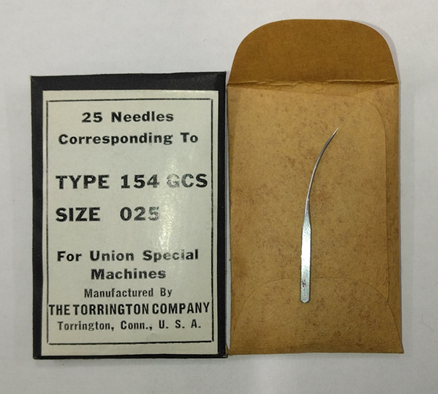 25 Needles
Corresponding To
TYPE 154 GCS
SIZE 025
For Union Special
Machines
Manufactured By
THE TORRINGTON COMPANY
Torrington, Conn., U. S. A.